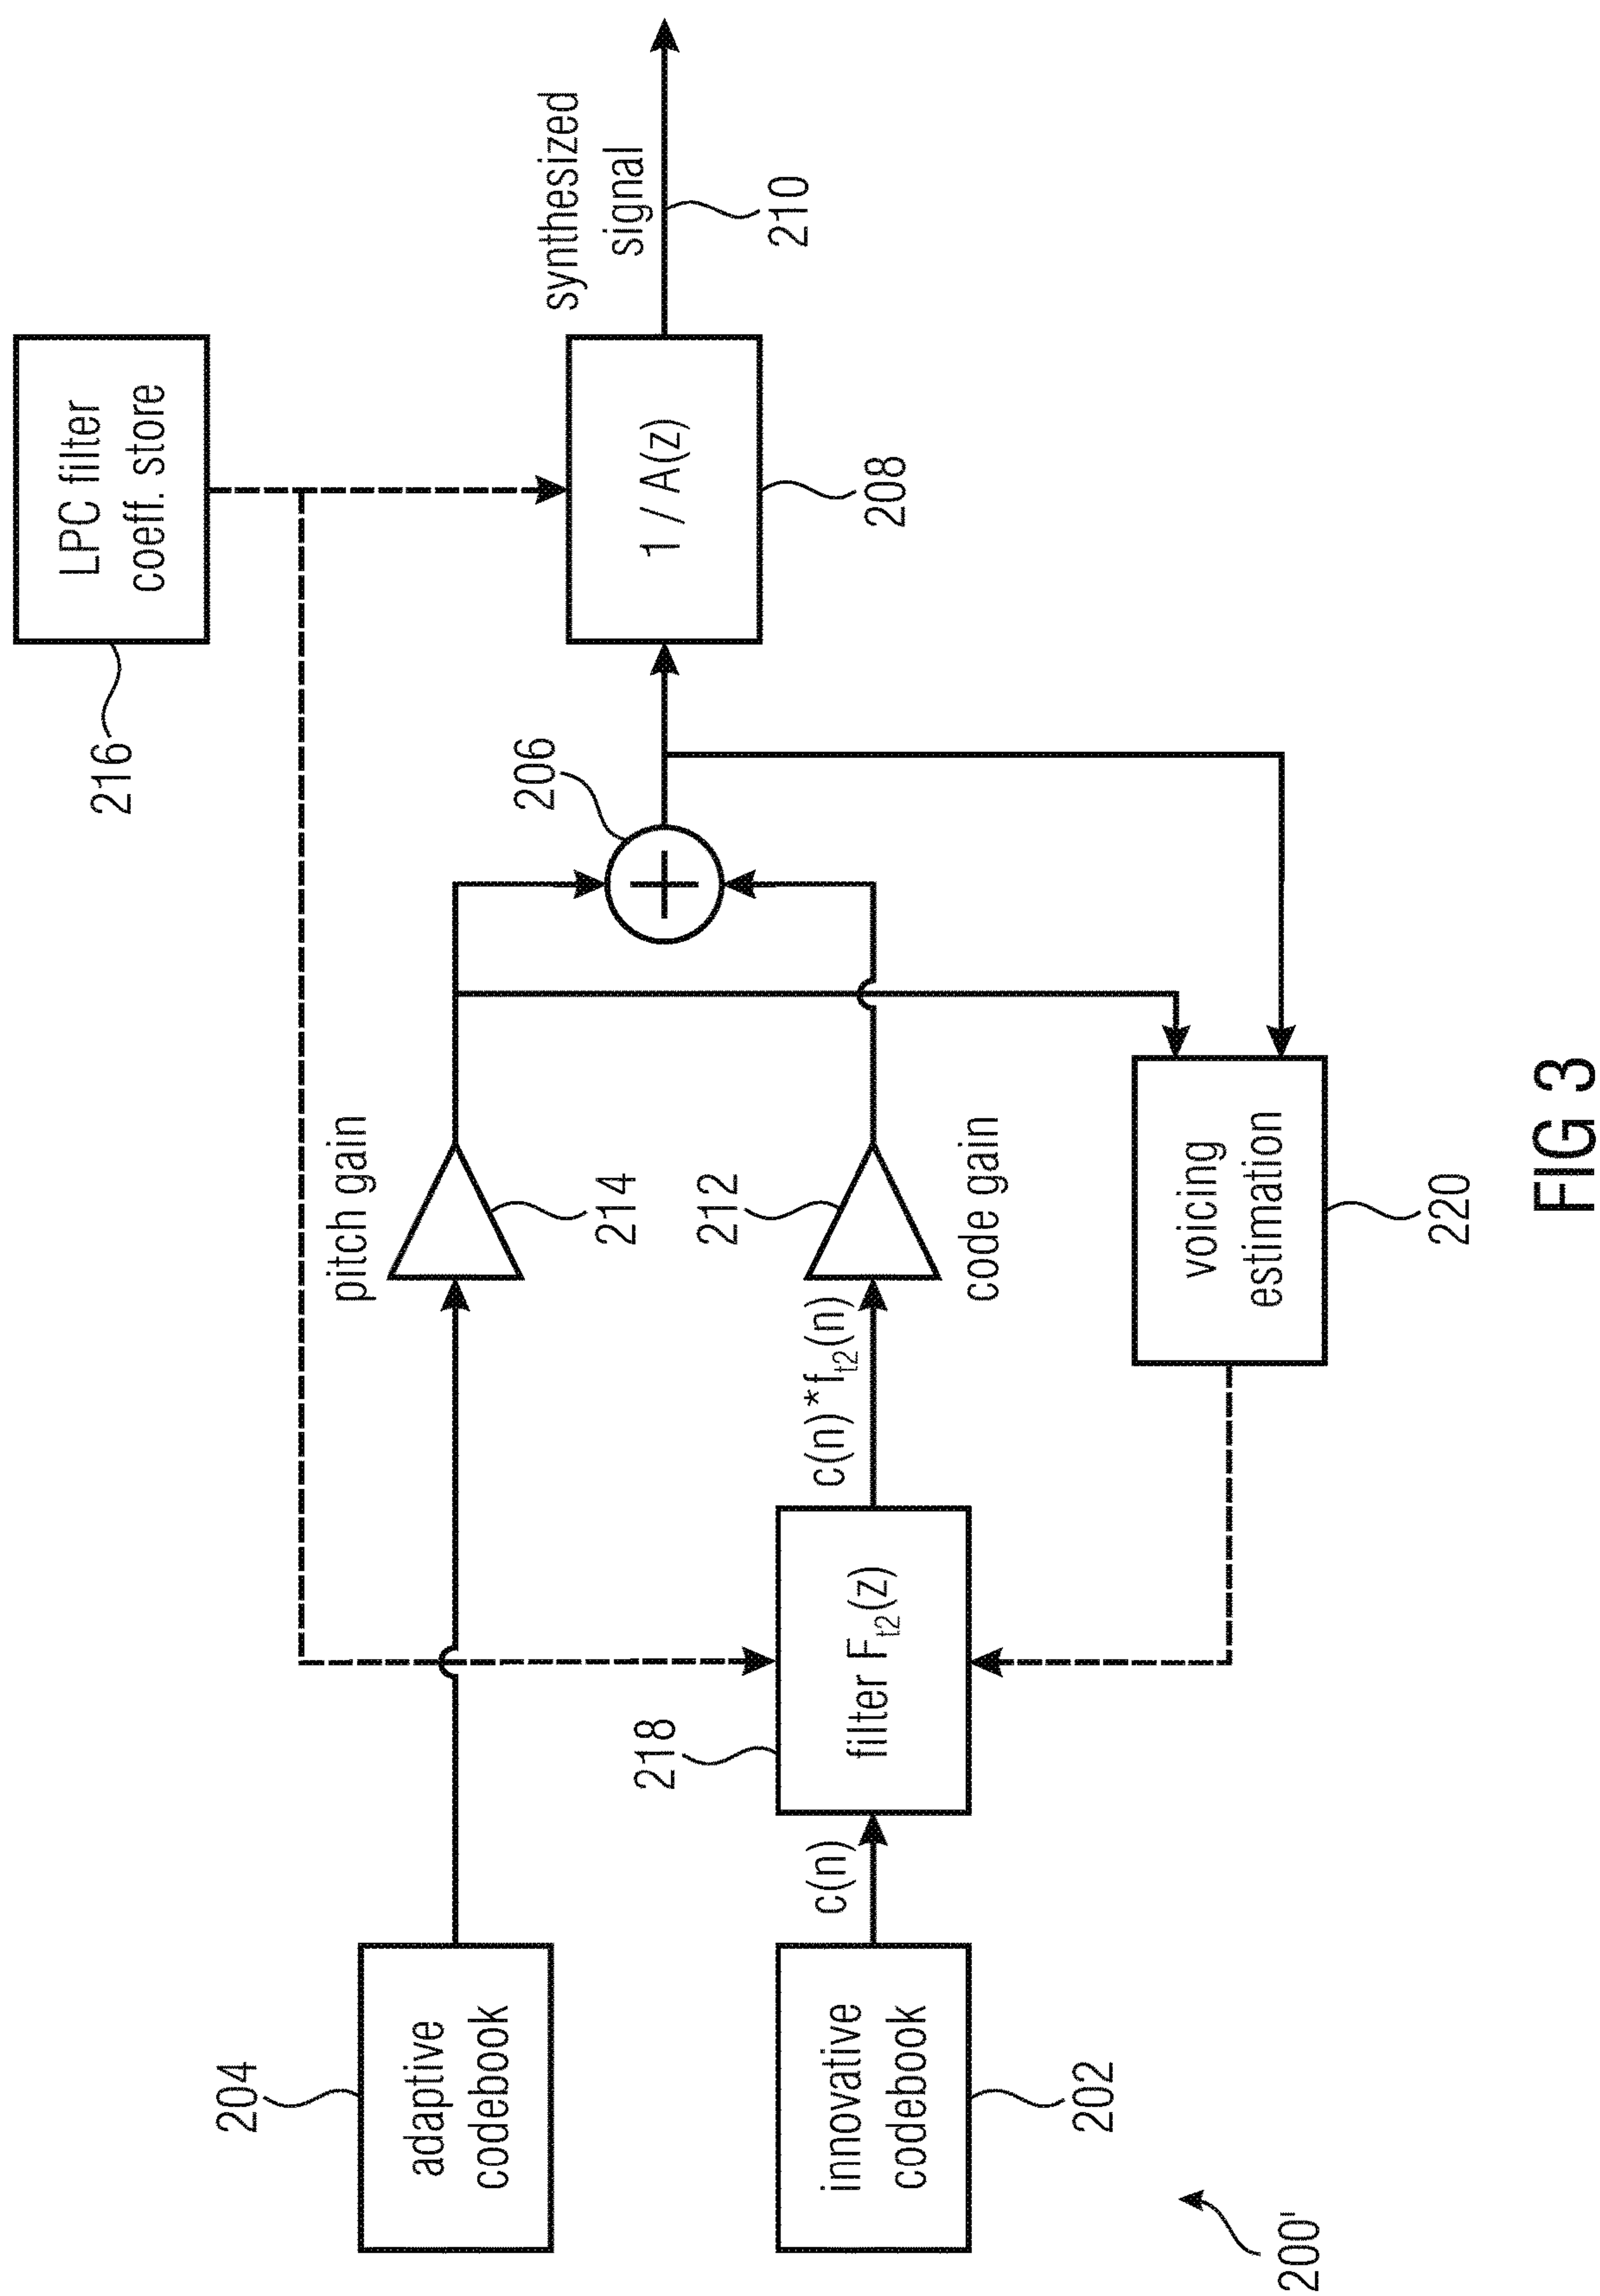 LPC filter
coeff. store
216
synthesized
signal
210
1 / A(z)
208
206
pitch gain
214
212
code gain
204
adaptive
codebook
218
filter F_t2(z)
c(n)*f_t2(n)
c(n)
innovative
codebook
202
voicing
estimation
220
200'
FIG 3